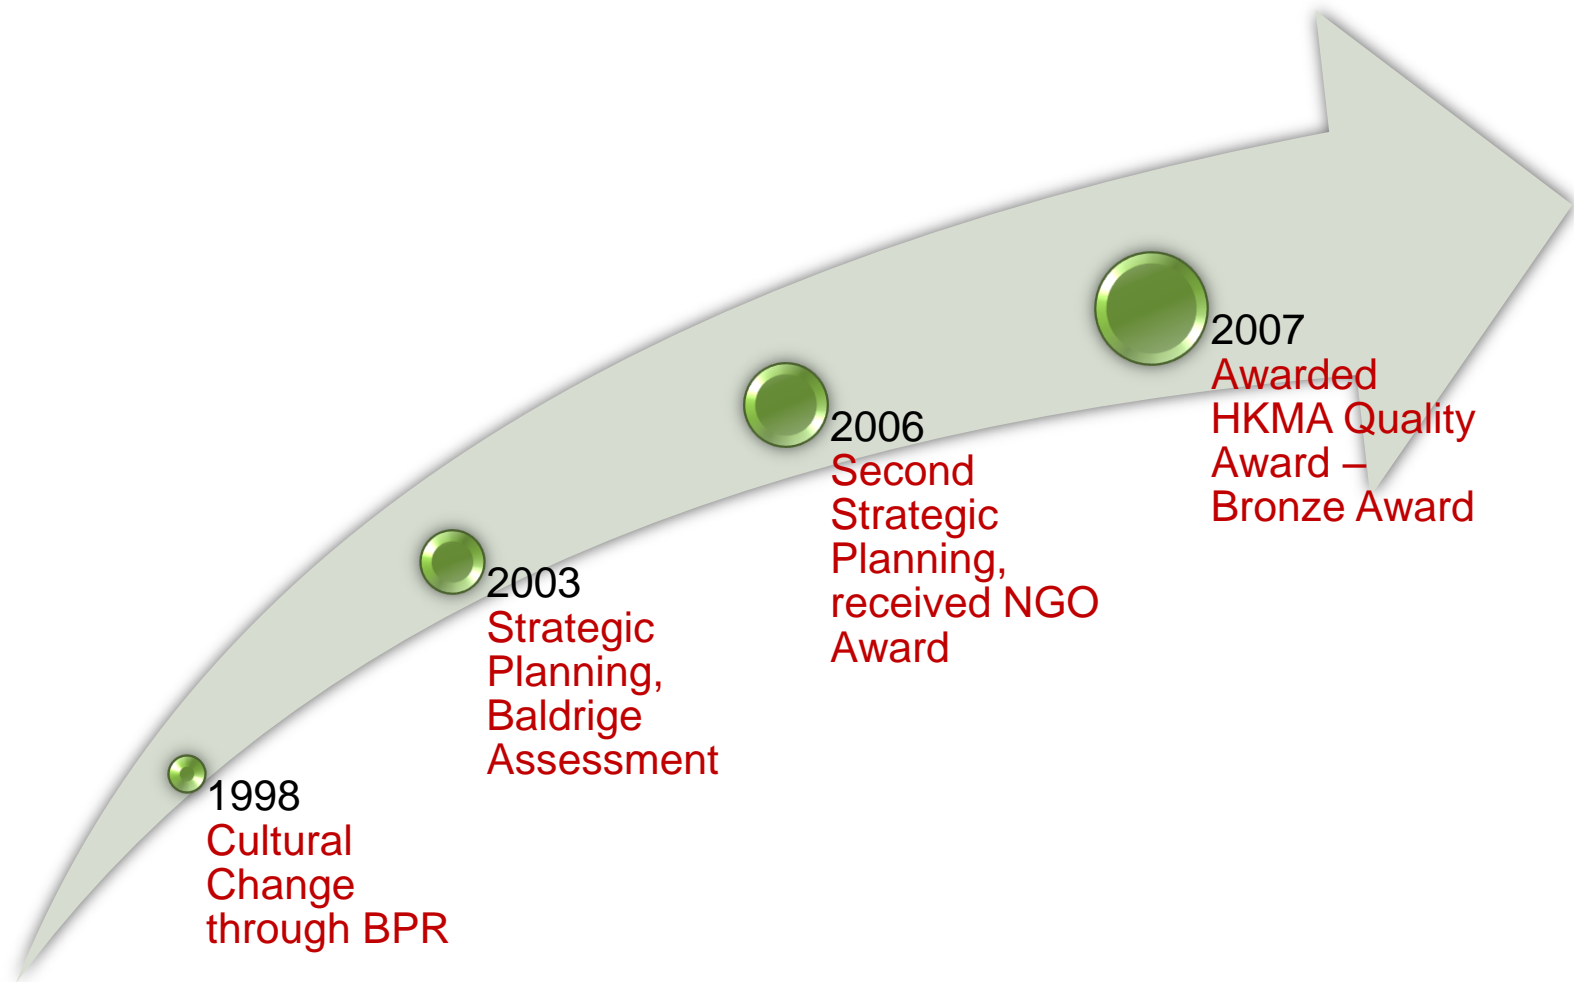 1998
Cultural
Change
through BPR
2003
Strategic
Planning,
Baldrige
Assessment
2006
Second
Strategic
Planning,
received NGO
Award
2007
Awarded
HKMA Quality
Award –
Bronze Award